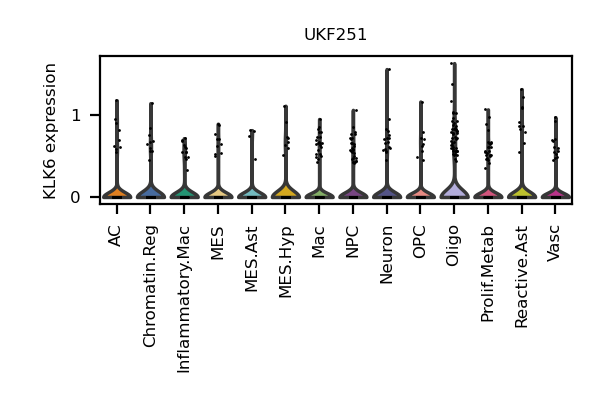 UKF251
KLK6 expression
1
0
AC
Chromatin.Reg
Inflammatory.Mac
MES
MES.Ast
MES.Hyp
Mac
NPC
Neuron
OPC
Oligo
Prolif.Metab
Reactive.Ast
Vasc